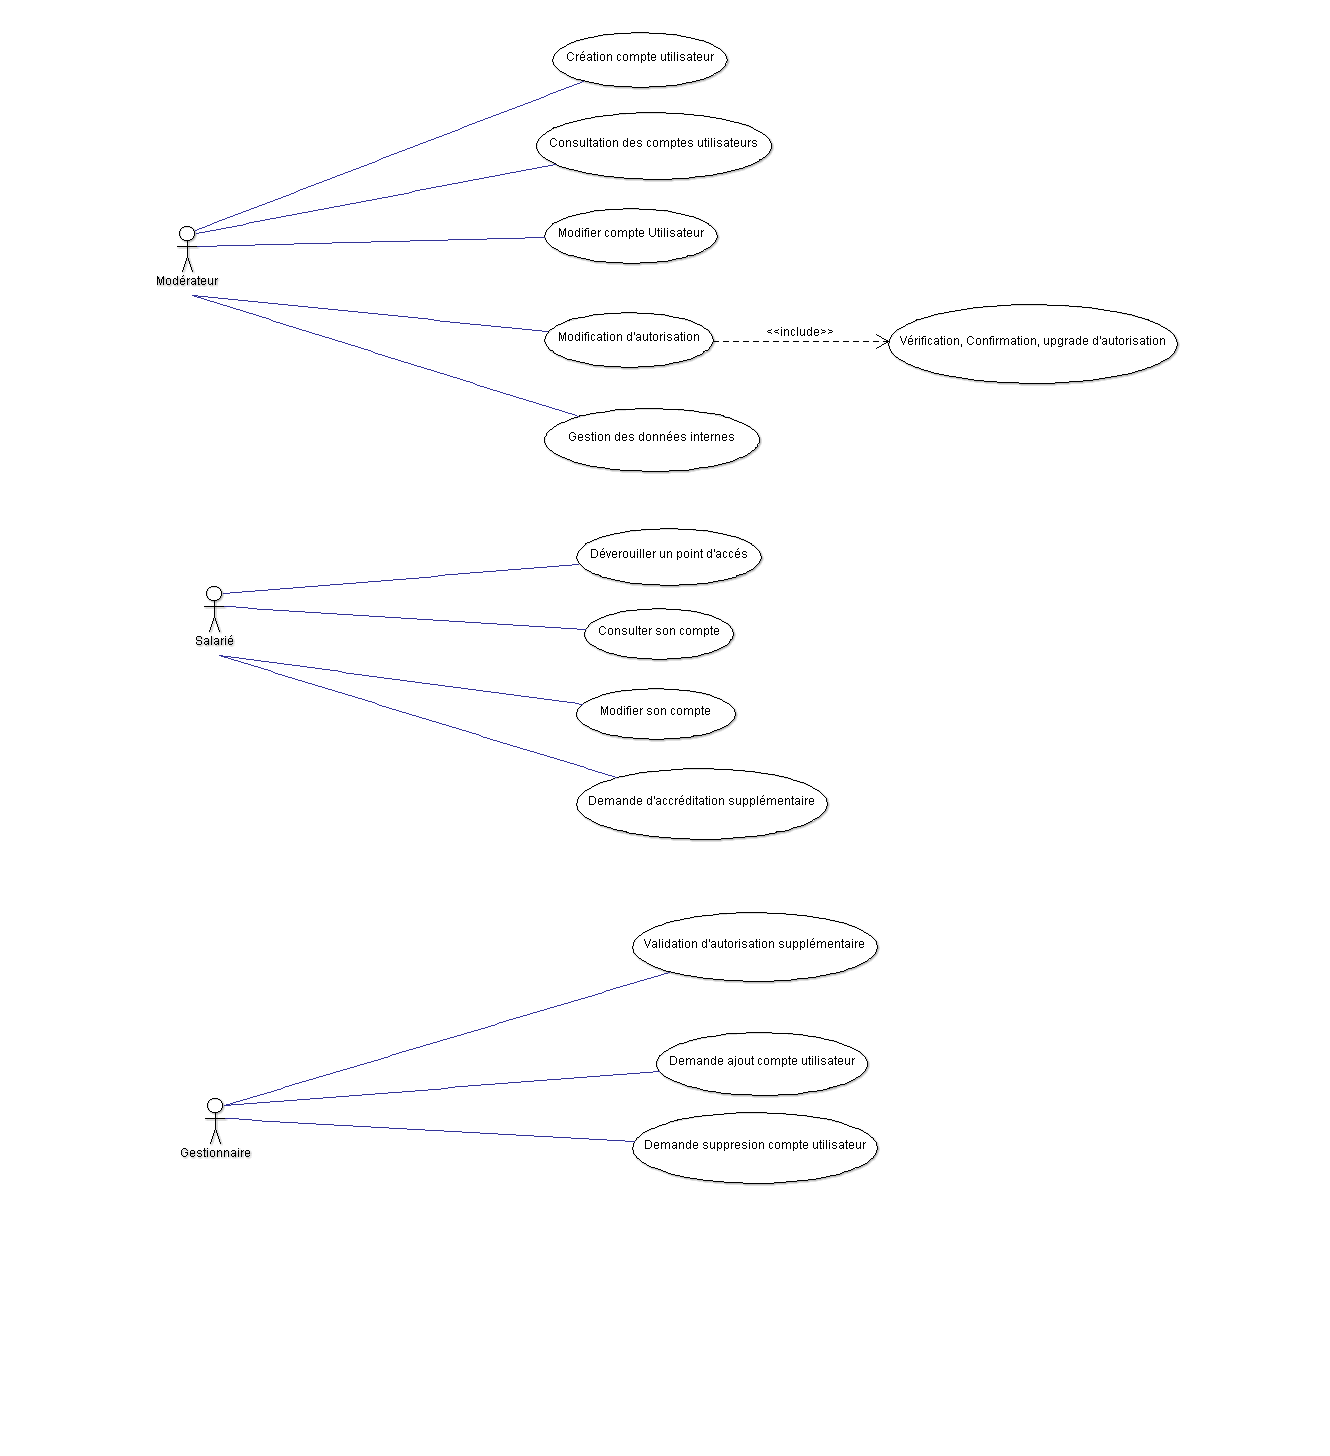 Création compte utilisateur
Consultation des comptes utilisateurs
Modifier compte Utilisateur
Modérateur
Modification d'autorisation
<<include>>
Vérification, Confirmation, upgrade d'autorisation
Gestion des données internes
Déverouiller un point d'accés
Consulter son compte
Salarié
Modifier son compte
Demande d'accréditation supplémentaire
Validation d'autorisation supplémentaire
Demande ajout compte utilisateur
Demande suppresion compte utilisateur
Gestionnaire